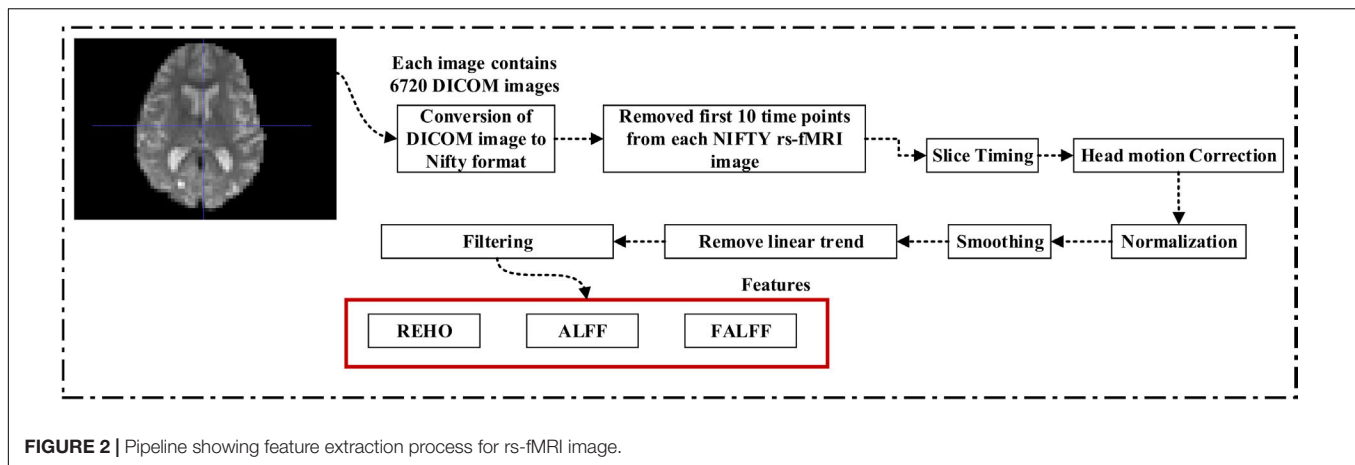 Each image contains
6720 DICOM images
Conversion of
DICOM image to
Nifty format
Removed first 10 time points
from each NIFTY rs-fMRI
image
Slice Timing
Head motion Correction
Normalization
Smoothing
Remove linear trend
Filtering
Features
REHO
ALFF
FALFF
FIGURE 2 | Pipeline showing feature extraction process for rs-fMRI image.